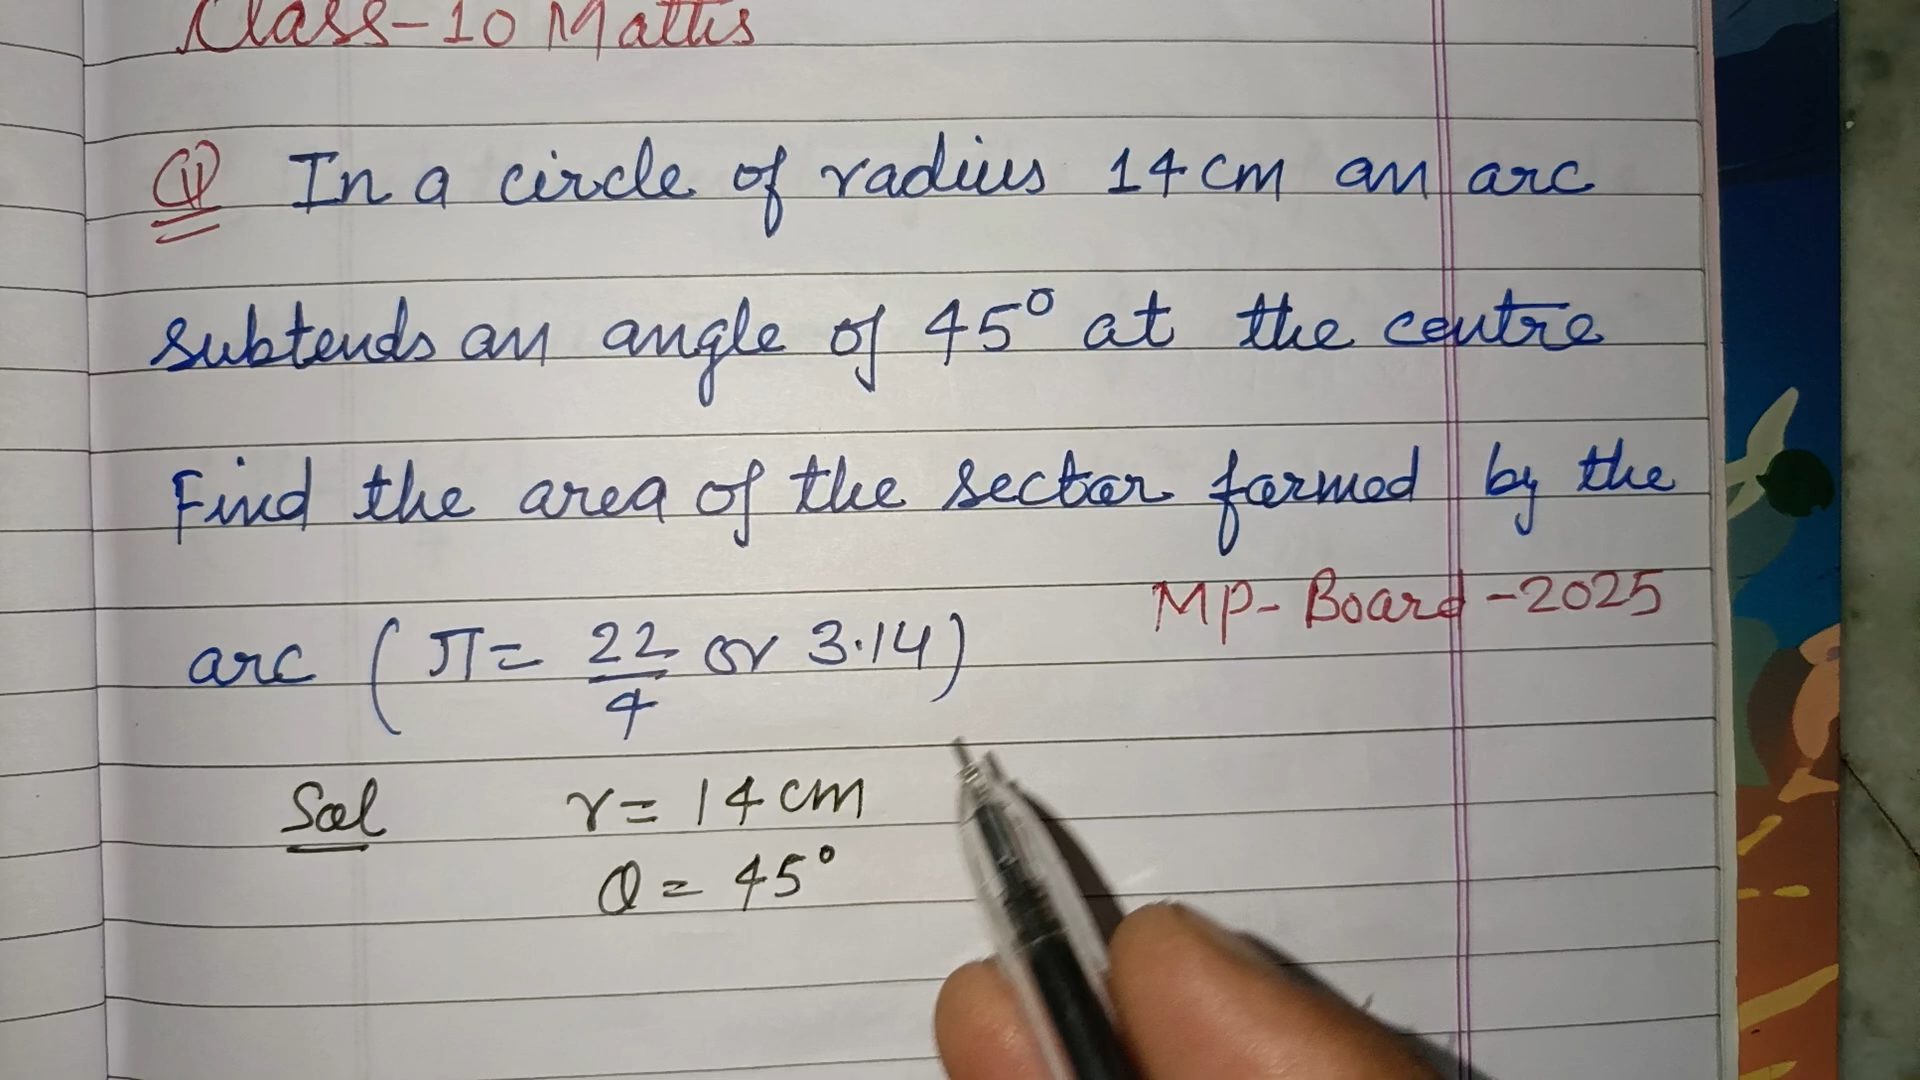 Class-10 Maths
Q1 In a circle of radius 14 cm an arc
subtends an angle of 45° at the centre
Find the area of the sector formed by the
MP-Board-2025
arc (π = 22/7 or 3.14)
Sol r = 14 cm
θ = 45°